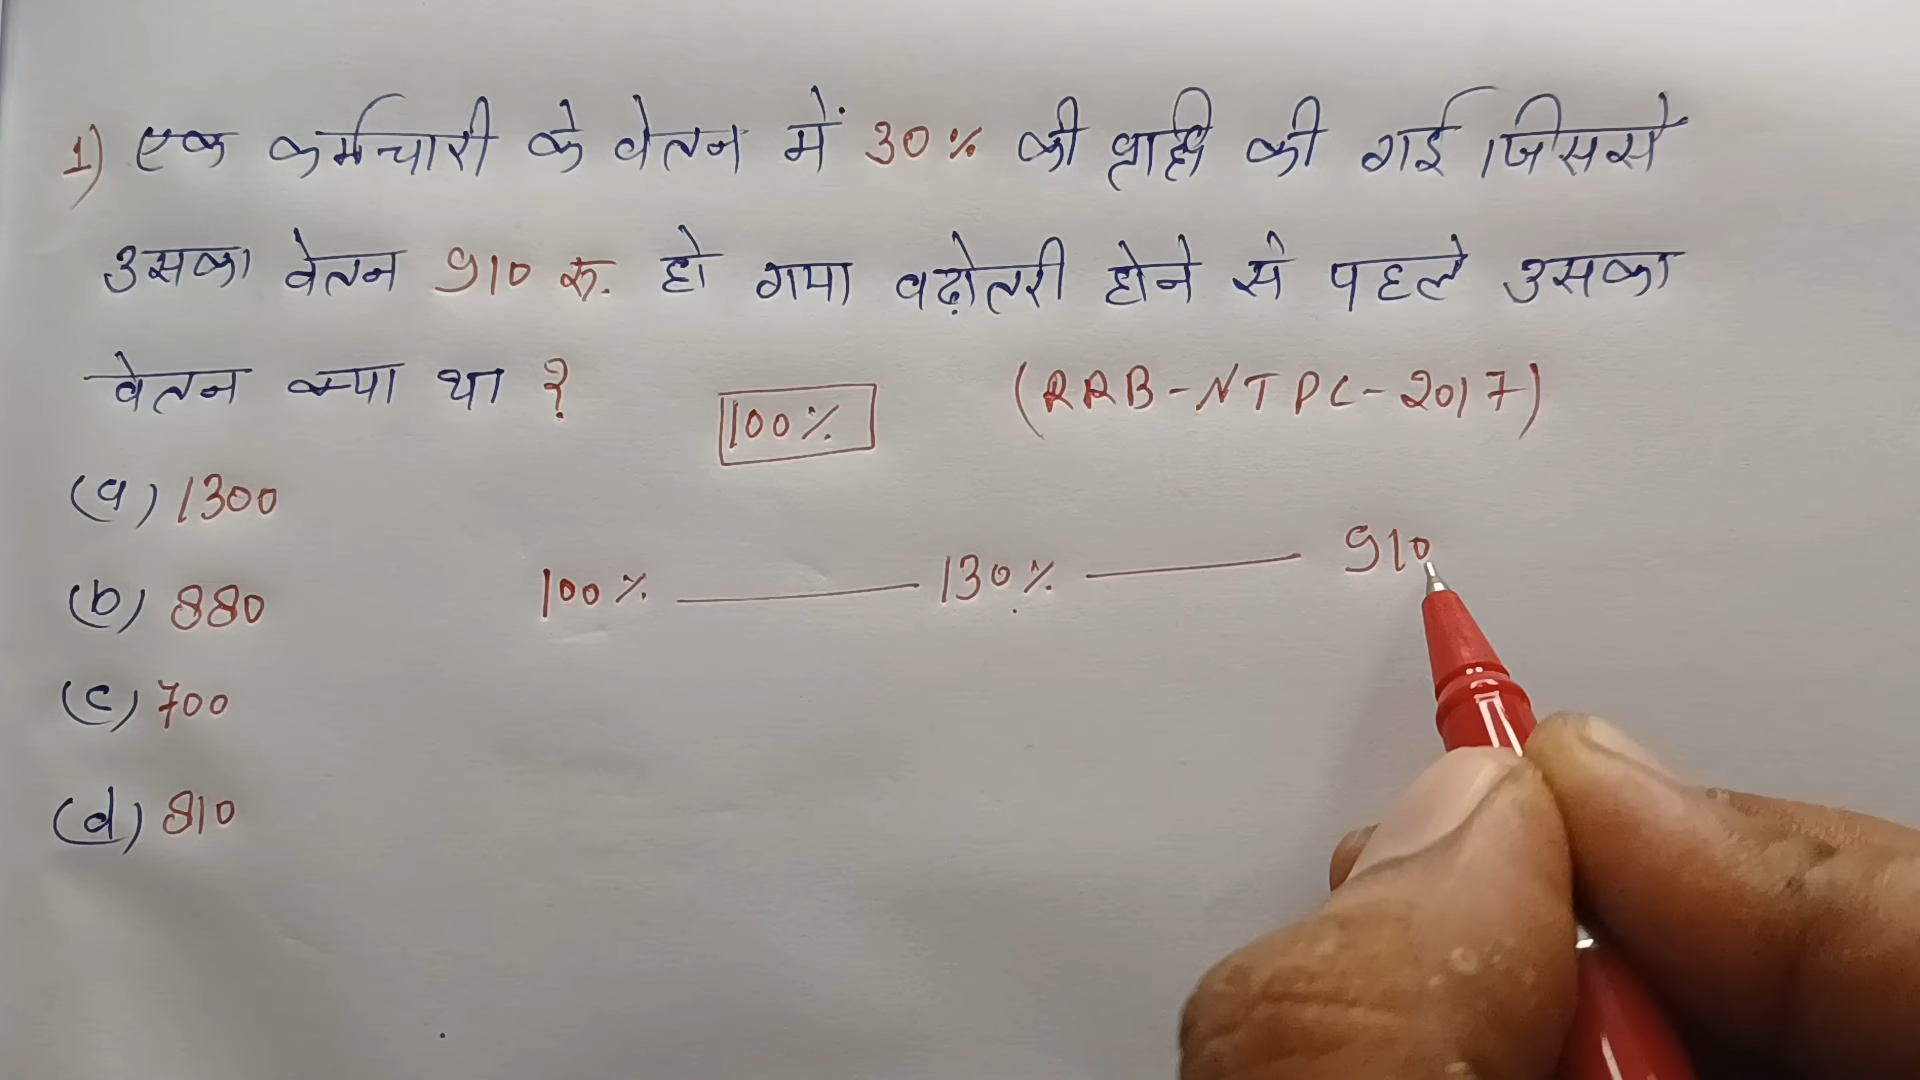 1) एक कर्मचारी के वेतन में 30% की वृद्धि की गई जिससे
उसका वेतन 910 रु. हो गया बढ़ोतरी होने से पहले उसका
वेतन क्या था ?
100%
(RRB-NTPC-2017)
(a) 1300
100% 130% 910
(b) 880
(c) 700
(d) 810